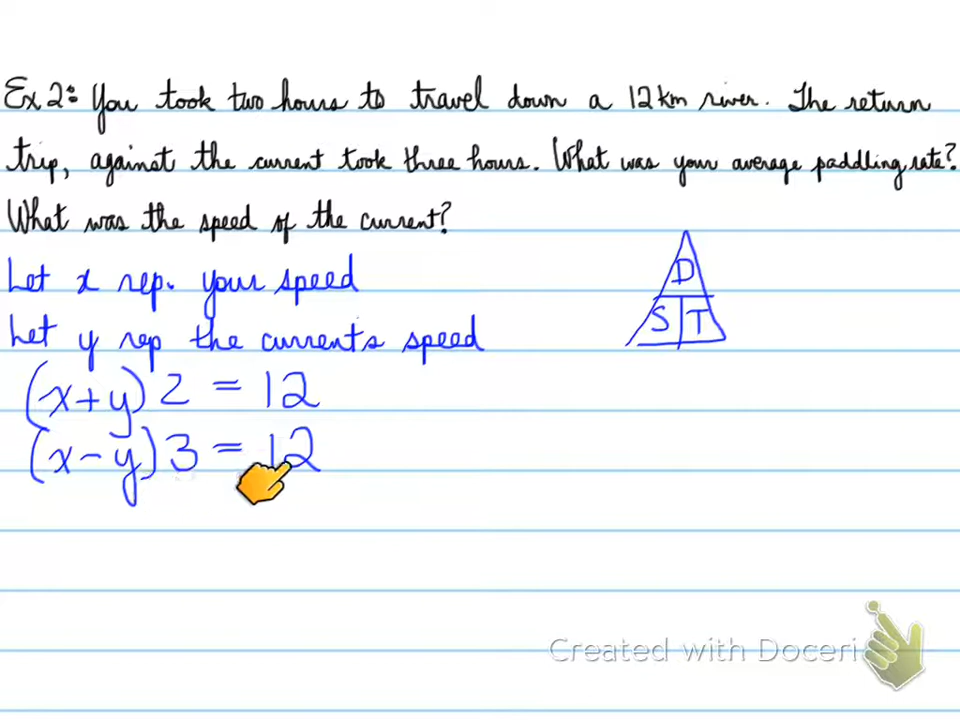 Ex 2: You took two hours to travel down a 12km river. The return
trip, against the current took three hours. What was your average paddling rate?
What was the speed of the current?
Let x rep. your speed
Let y rep the current's speed
(x+y) 2 = 12
(x-y) 3 = 12
D
S T
Created with Doceri